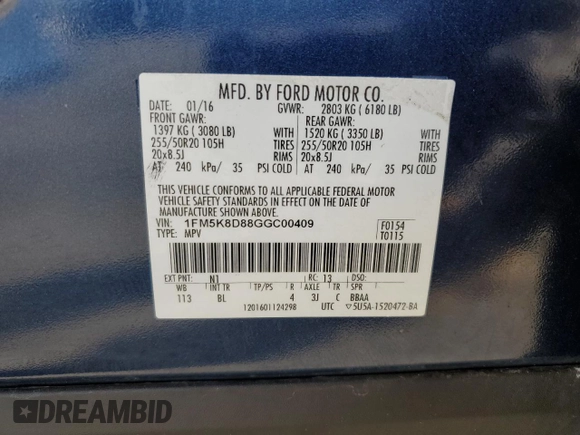 MFD. BY FORD MOTOR CO.
DATE: 01/16 GVWR: 2803 KG ( 6180 LB)
FRONT GAWR: REAR GAWR:
1397 KG ( 3080 LB) WITH 1520 KG ( 3350 LB) WITH
255/50R20 105H TIRES 255/50R20 105H TIRES
20x8.5J RIMS 20x8.5J RIMS
AT 240 kPa/ 35 PSI COLD AT 240 kPa/ 35 PSI COLD
THIS VEHICLE CONFORMS TO ALL APPLICABLE FEDERAL MOTOR
VEHICLE SAFETY STANDARDS IN EFFECT ON THE DATE OF
MANUFACTURE SHOWN ABOVE.
VIN: 1FM5K8D88GGC00409 F0154
TYPE: MPV T0115
EXT PNT: N1 RC: 13 DSO:
WB INT TR TP/PS R AXLE TR SPR
113 BL 4 3J C BBAA
1201601124298 UTC ▽5U5A-1520472-BA
DREAMBID